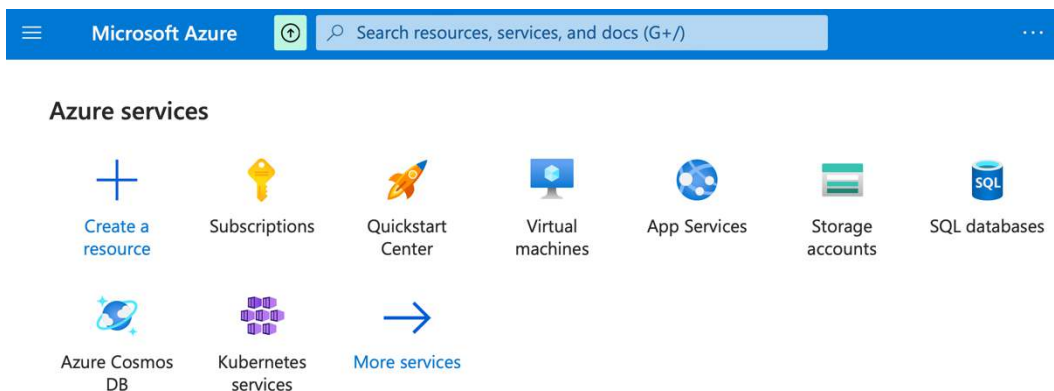 Microsoft Azure
Search resources, services, and docs (G+/)
Azure services
Create a
resource
Subscriptions
Quickstart
Center
Virtual
machines
App Services
Storage
accounts
SQL
SQL databases
Azure Cosmos
DB
Kubernetes
services
More services